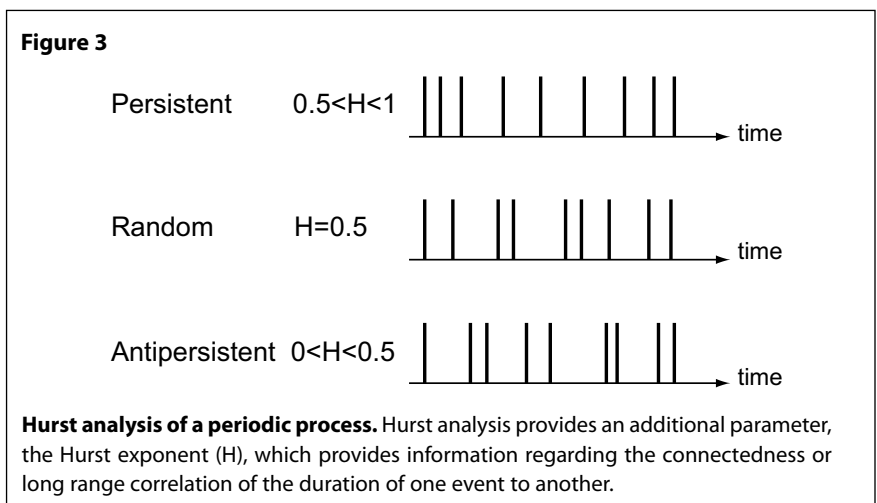 Figure 3
Persistent 0.5<H<1
time
Random H=0.5
time
Antipersistent 0<H<0.5
time
Hurst analysis of a periodic process. Hurst analysis provides an additional parameter,
the Hurst exponent (H), which provides information regarding the connectedness or
long range correlation of the duration of one event to another.